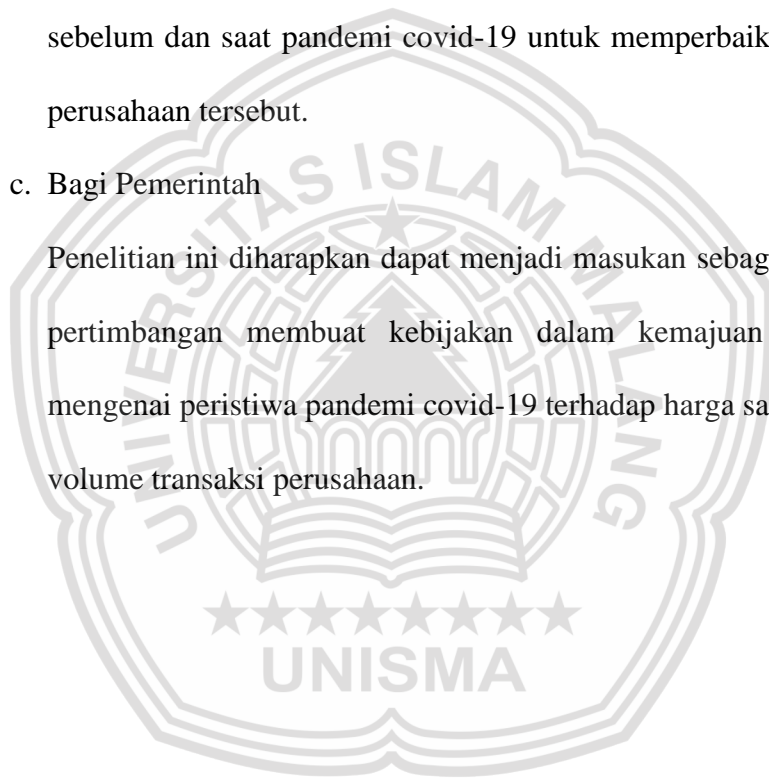 sebelum dan saat pandemi covid-19 untuk memperbaik
perusahaan tersebut.
c. Bagi Pemerintah
Penelitian ini diharapkan dapat menjadi masukan sebag
pertimbangan membuat kebijakan dalam kemajuan
mengenai peristiwa pandemi covid-19 terhadap harga sa
volume transaksi perusahaan.
UNIVERSITAS ISLAM MALANG
UNISMA